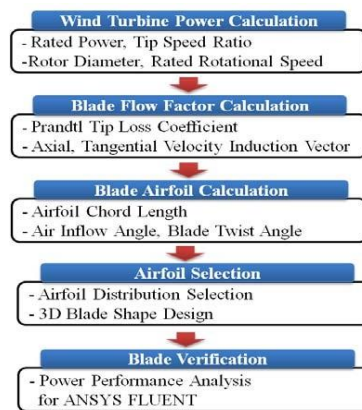 Wind Turbine Power Calculation
- Rated Power, Tip Speed Ratio
-Rotor Diameter, Rated Rotational Speed
Blade Flow Factor Calculation
- Prandtl Tip Loss Coefficient
- Axial, Tangential Velocity Induction Vector
Blade Airfoil Calculation
- Airfoil Chord Length
- Air Inflow Angle, Blade Twist Angle
Airfoil Selection
- Airfoil Distribution Selection
- 3D Blade Shape Design
Blade Verification
- Power Performance Analysis
for ANSYS FLUENT